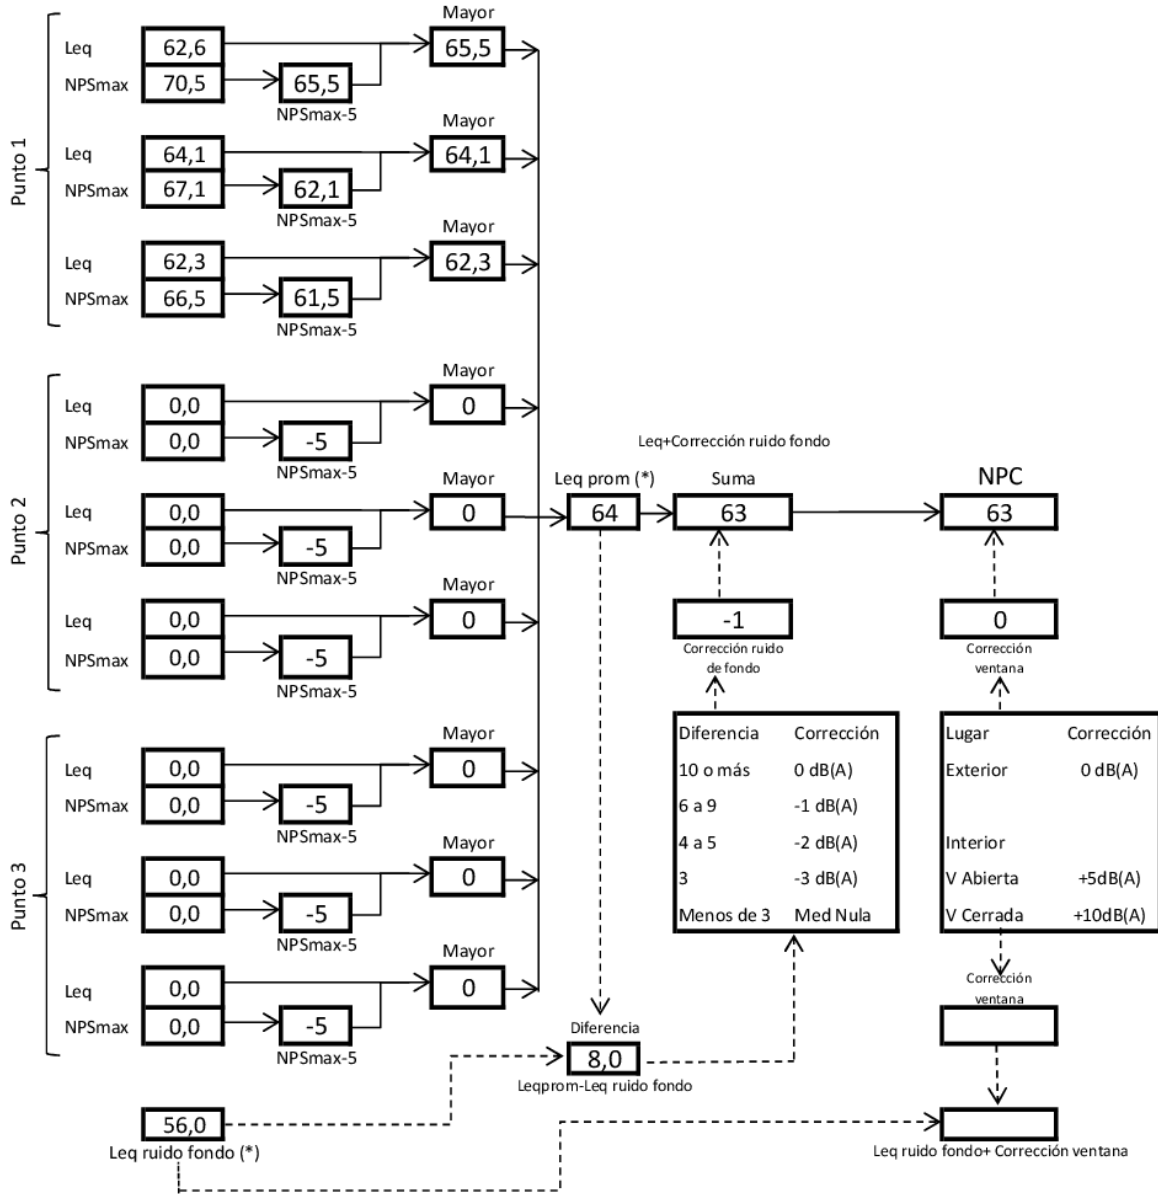 Punto 1
Mayor
Leq 62,6 65,5
NPSmax 70,5 65,5
NPSmax-5
Mayor
Leq 64,1 64,1
NPSmax 67,1 62,1
NPSmax-5
Mayor
Leq 62,3 62,3
NPSmax 66,5 61,5
NPSmax-5
Punto 2
Mayor
Leq 0,0 0
NPSmax 0,0 -5
NPSmax-5
Mayor
Leq 0,0 0
NPSmax 0,0 -5
NPSmax-5
Mayor
Leq 0,0 0
NPSmax 0,0 -5
NPSmax-5
Punto 3
Mayor
Leq 0,0 0
NPSmax 0,0 -5
NPSmax-5
Mayor
Leq 0,0 0
NPSmax 0,0 -5
NPSmax-5
Mayor
Leq 0,0 0
NPSmax 0,0 -5
NPSmax-5
56,0
Leq ruido fondo (*)
Leq prom (*)
64
Diferencia
8,0
Leqprom-Leq ruido fondo
Leq+Corrección ruido fondo
Suma
63
-1
Corrección ruido
de fondo
Diferencia Corrección
10 o más 0 dB(A)
6 a 9 -1 dB(A)
4 a 5 -2 dB(A)
3 -3 dB(A)
Menos de 3 Med Nula
NPC
63
0
Corrección
ventana
Lugar Corrección
Exterior 0 dB(A)
Interior
V Abierta +5dB(A)
V Cerrada +10dB(A)
Corrección
ventana
Leq ruido fondo+ Corrección ventana